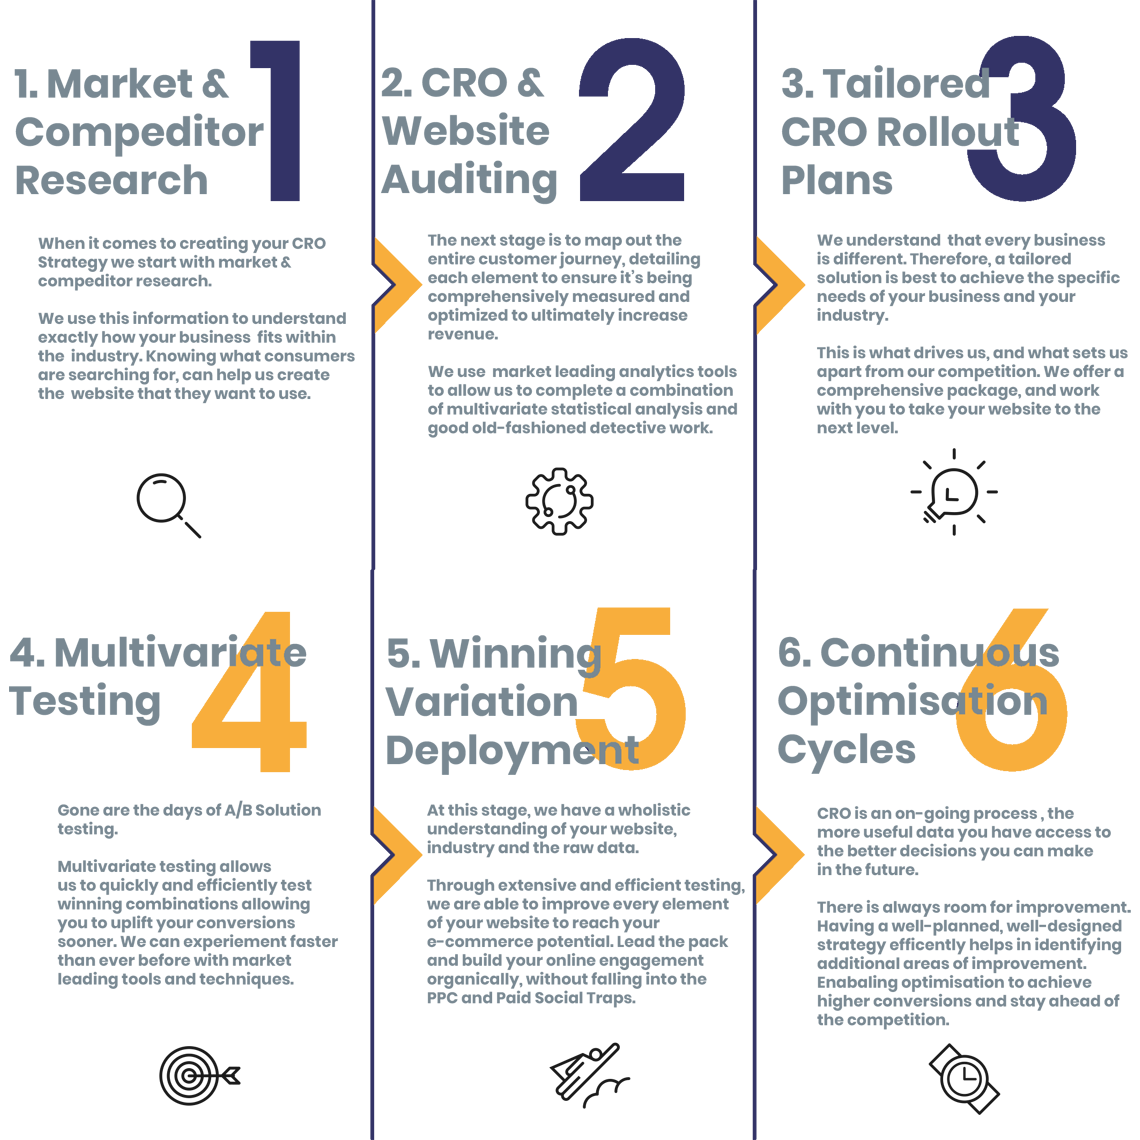 1
1. Market &
Compeditor
Research
When it comes to creating your CRO
Strategy we start with market &
compeditor research.
We use this information to understand
exactly how your business fits within
the industry. Knowing what consumers
are searching for, can help us create
the website that they want to use.
2
2. CRO &
Website
Auditing
The next stage is to map out the
entire customer journey, detailing
each element to ensure it's being
comprehensively measured and
optimized to ultimately increase
revenue.
We use market leading analytics tools
to allow us to complete a combination
of multivariate statistical analysis and
good old-fashioned detective work.
3
3. Tailored
CRO Rollout
Plans
We understand that every business
is different. Therefore, a tailored
solution is best to achieve the specific
needs of your business and your
industry.
This is what drives us, and what sets us
apart from our competition. We offer a
comprehensive package, and work
with you to take your website to the
next level.
4
4. Multivariate
Testing
Gone are the days of A/B Solution
testing.
Multivariate testing allows
us to quickly and efficiently test
winning combinations allowing
you to uplift your conversions
sooner. We can experiement faster
than ever before with market
leading tools and techniques.
5
5. Winning
Variation
Deployment
At this stage, we have a wholistic
understanding of your website,
industry and the raw data.
Through extensive and efficient testing,
we are able to improve every element
of your website to reach your
e-commerce potential. Lead the pack
and build your online engagement
organically, without falling into the
PPC and Paid Social Traps.
6
6. Continuous
Optimisation
Cycles
CRO is an on-going process , the
more useful data you have access to
the better decisions you can make
in the future.
There is always room for improvement.
Having a well-planned, well-designed
strategy efficently helps in identifying
additional areas of improvement.
Enabaling optimisation to achieve
higher conversions and stay ahead of
the competition.